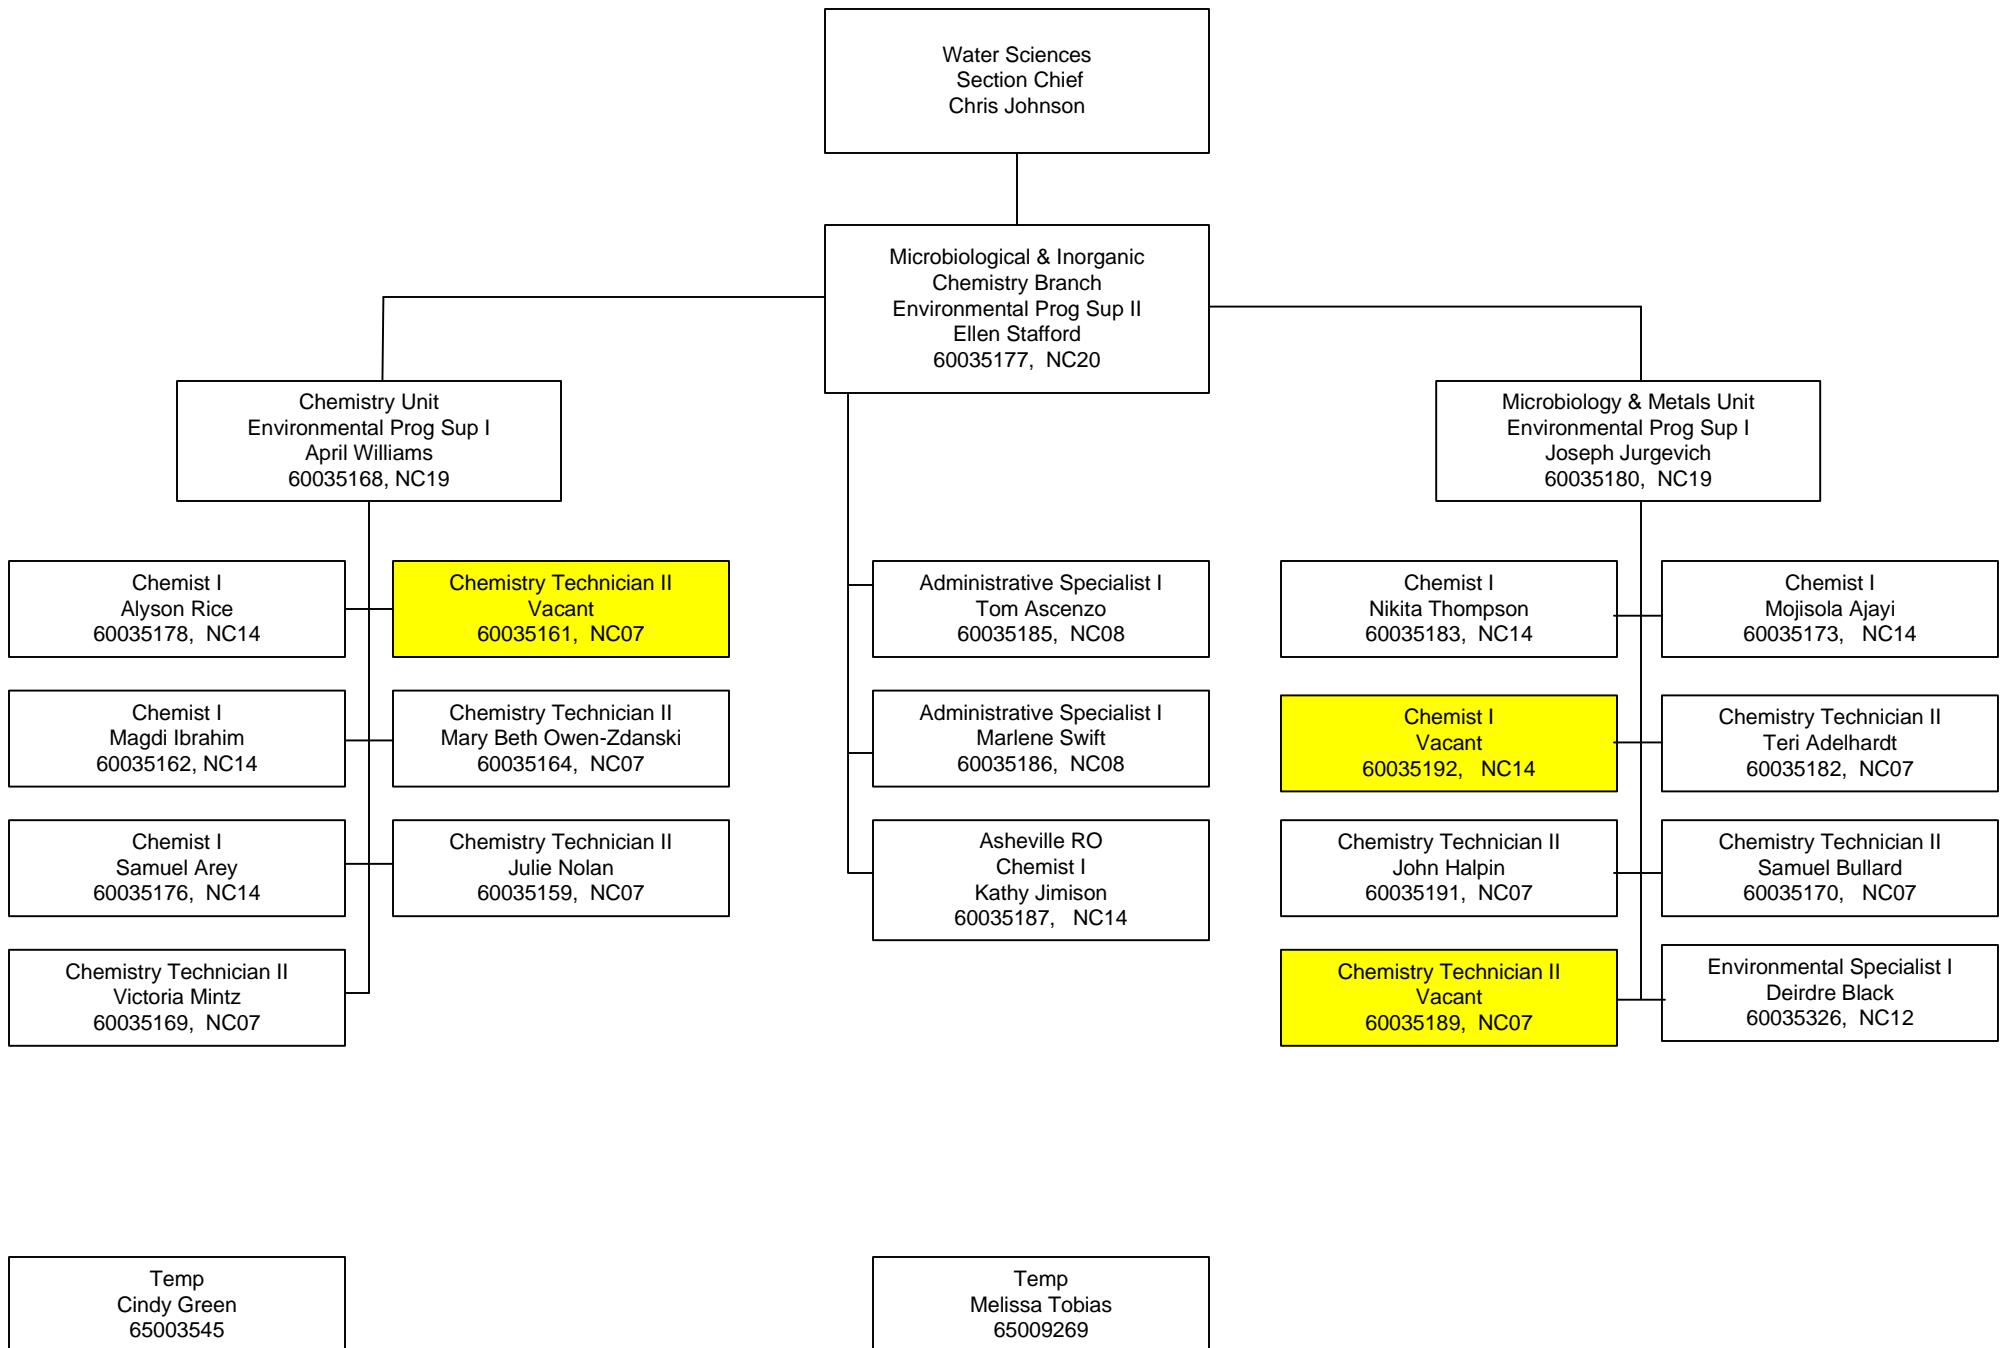 Water Sciences
Section Chief
Chris Johnson
Microbiological & Inorganic
Chemistry Branch
Environmental Prog Sup II
Ellen Stafford
60035177, NC20
Chemistry Unit
Environmental Prog Sup I
April Williams
60035168, NC19
Microbiology & Metals Unit
Environmental Prog Sup I
Joseph Jurgevich
60035180, NC19
Chemist I
Alyson Rice
60035178, NC14
Chemistry Technician II
Vacant
60035161, NC07
Administrative Specialist I
Tom Ascenzo
60035185, NC08
Chemist I
Nikita Thompson
60035183, NC14
Chemist I
Mojisola Ajayi
60035173, NC14
Chemist I
Magdi Ibrahim
60035162, NC14
Chemistry Technician II
Mary Beth Owen-Zdanski
60035164, NC07
Administrative Specialist I
Marlene Swift
60035186, NC08
Chemist I
Vacant
60035192, NC14
Chemistry Technician II
Teri Adelhardt
60035182, NC07
Chemist I
Samuel Arey
60035176, NC14
Chemistry Technician II
Julie Nolan
60035159, NC07
Asheville RO
Chemist I
Kathy Jimison
60035187, NC14
Chemistry Technician II
John Halpin
60035191, NC07
Chemistry Technician II
Samuel Bullard
60035170, NC07
Chemistry Technician II
Victoria Mintz
60035169, NC07
Chemistry Technician II
Vacant
60035189, NC07
Environmental Specialist I
Deirdre Black
60035326, NC12
Temp
Cindy Green
65003545
Temp
Melissa Tobias
65009269